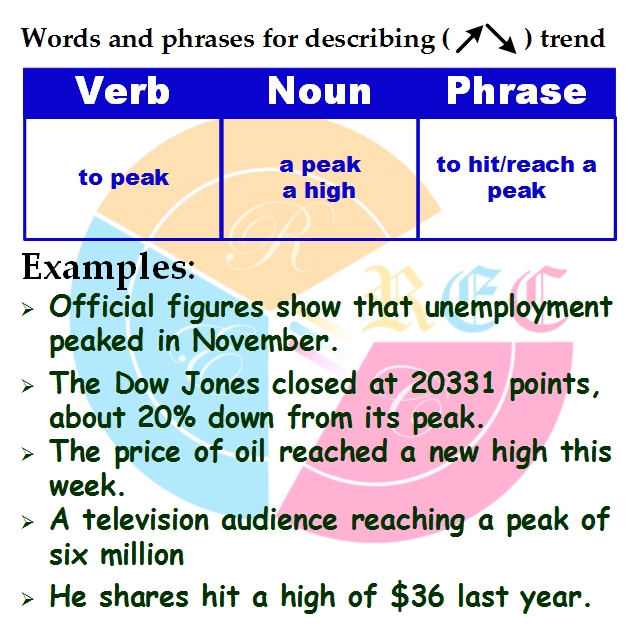 Words and phrases for describing ( ) trend
Verb Noun Phrase
to peak
a peak
a high
to hit/reach a
peak
Examples:
R
REC
Official figures show that unemployment
peaked in November.
The Dow Jones closed at 20331 points,
about 20% down from its peak.
The price of oil reached a new high this
week.
A television audience reaching a peak of
six million
He shares hit a high of $36 last year.